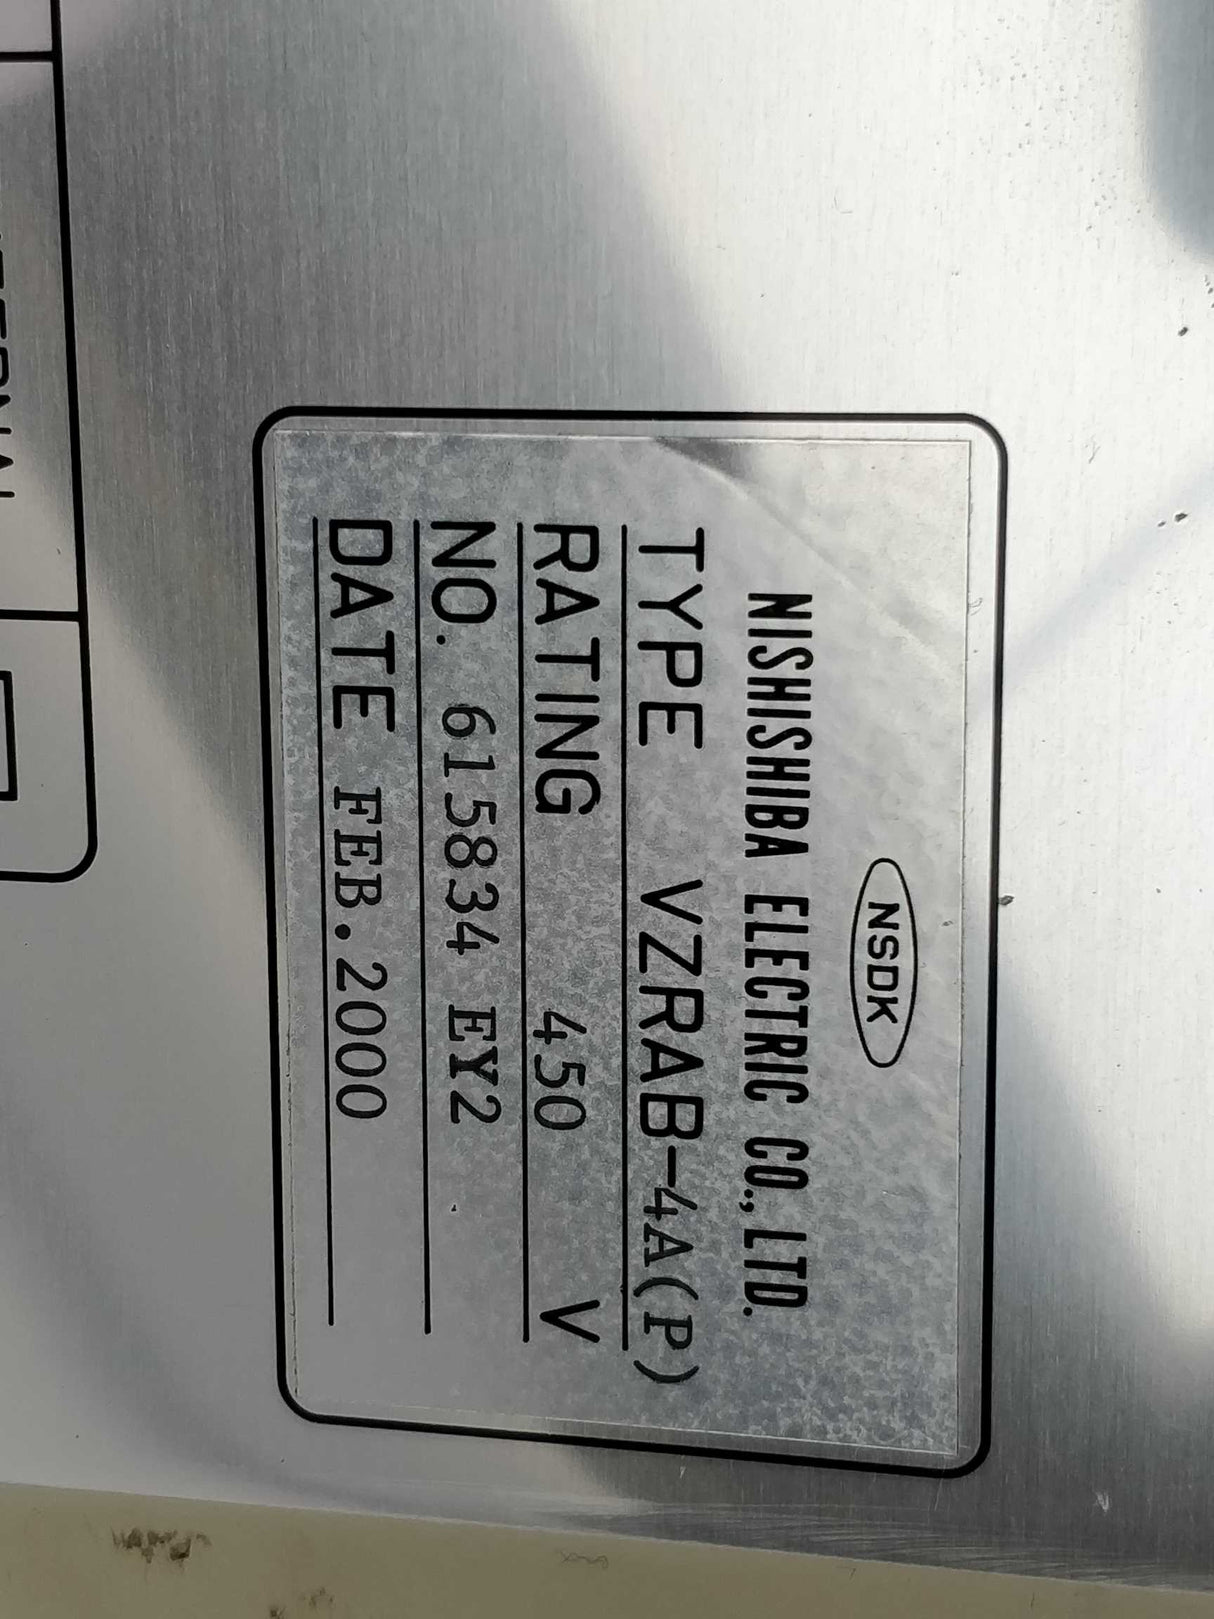 NSDK
NISHISHIBA ELECTRIC CO., LTD.
TYPE VZRAB-4A(P)
RATING 450 V
NO. 615834 EY2
DATE FEB.2000